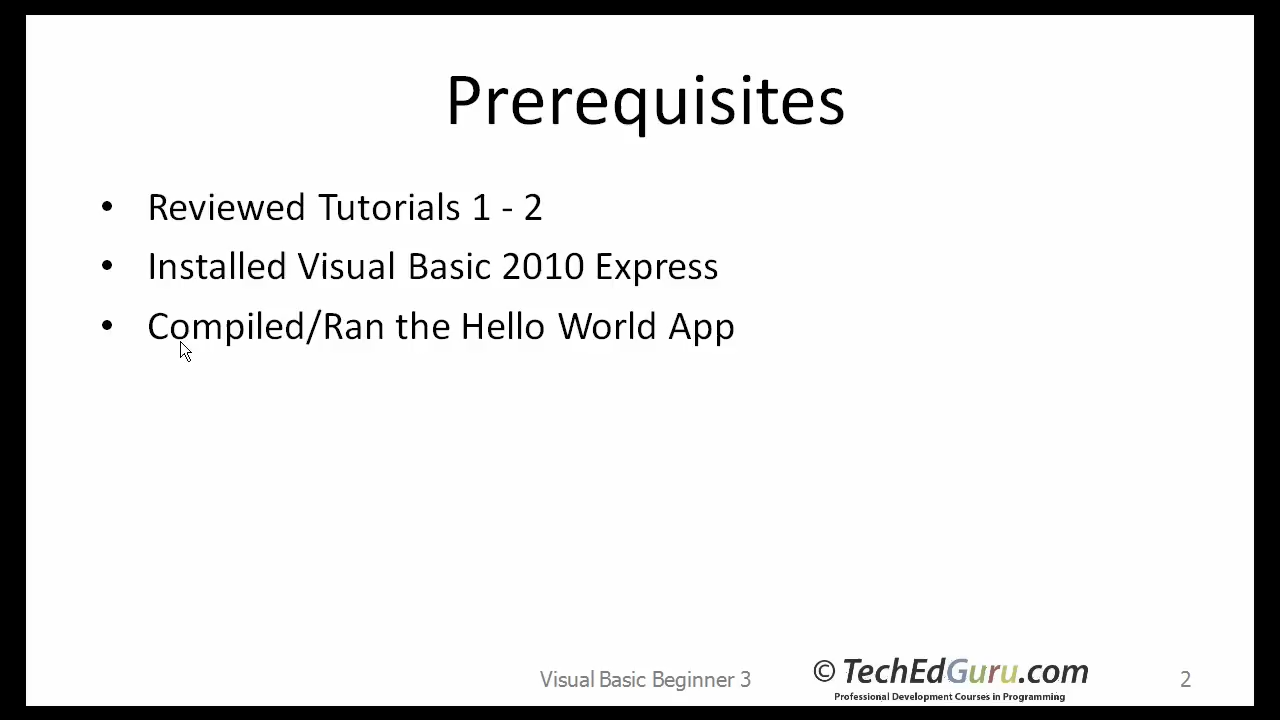 Prerequisites
• Reviewed Tutorials 1 - 2
• Installed Visual Basic 2010 Express
• Compiled/Ran the Hello World App
Visual Basic Beginner 3
© TechEdGuru.com
Professional Development Courses in Programming
2